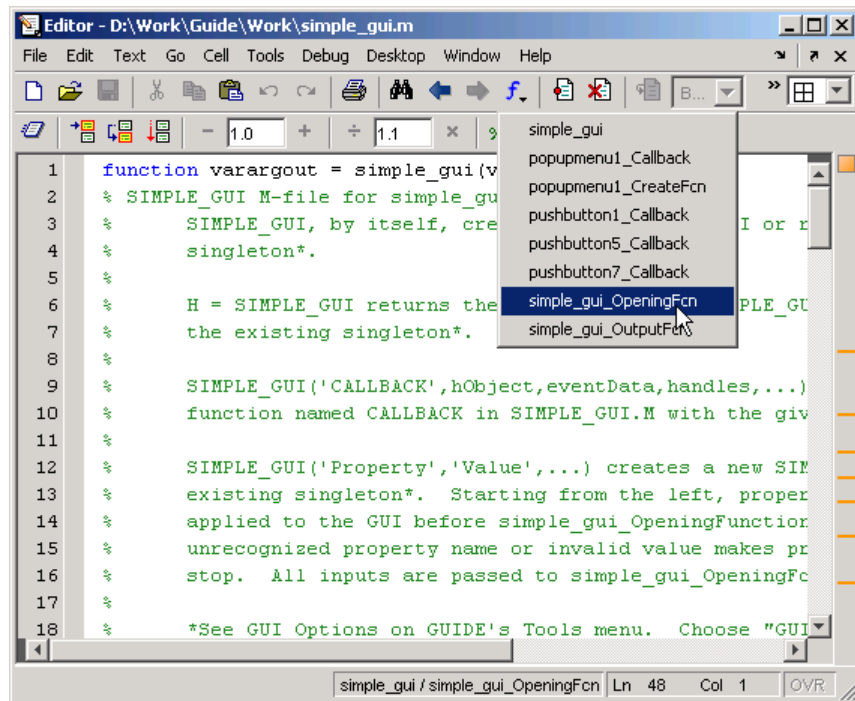 Editor - D:\Work\Guide\Work\simple_gui.m
File Edit Text Go Cell Tools Debug Desktop Window Help
B...
1.0 1.1 %
simple_gui
popupmenu1_Callback
popupmenu1_CreateFcn
pushbutton1_Callback
pushbutton5_Callback
pushbutton7_Callback
simple_gui_OpeningFcn
simple_gui_OutputFcn
1 function varargout = simple_gui(v
2 % SIMPLE_GUI M-file for simple_gu
3 % SIMPLE_GUI, by itself, cre I or r
4 % singleton*.
5 %
6 % H = SIMPLE_GUI returns the PLE_GU
7 % the existing singleton*.
8 %
9 % SIMPLE_GUI('CALLBACK',hObject,eventData,handles,...)
10 % function named CALLBACK in SIMPLE_GUI.M with the giv
11 %
12 % SIMPLE_GUI('Property','Value',...) creates a new SIM
13 % existing singleton*. Starting from the left, proper
14 % applied to the GUI before simple_gui_OpeningFunction
15 % unrecognized property name or invalid value makes pr
16 % stop. All inputs are passed to simple_gui_OpeningFc
17 %
18 % *See GUI Options on GUIDE's Tools menu. Choose "GUI
simple_gui / simple_gui_OpeningFcn Ln 48 Col 1 OVR